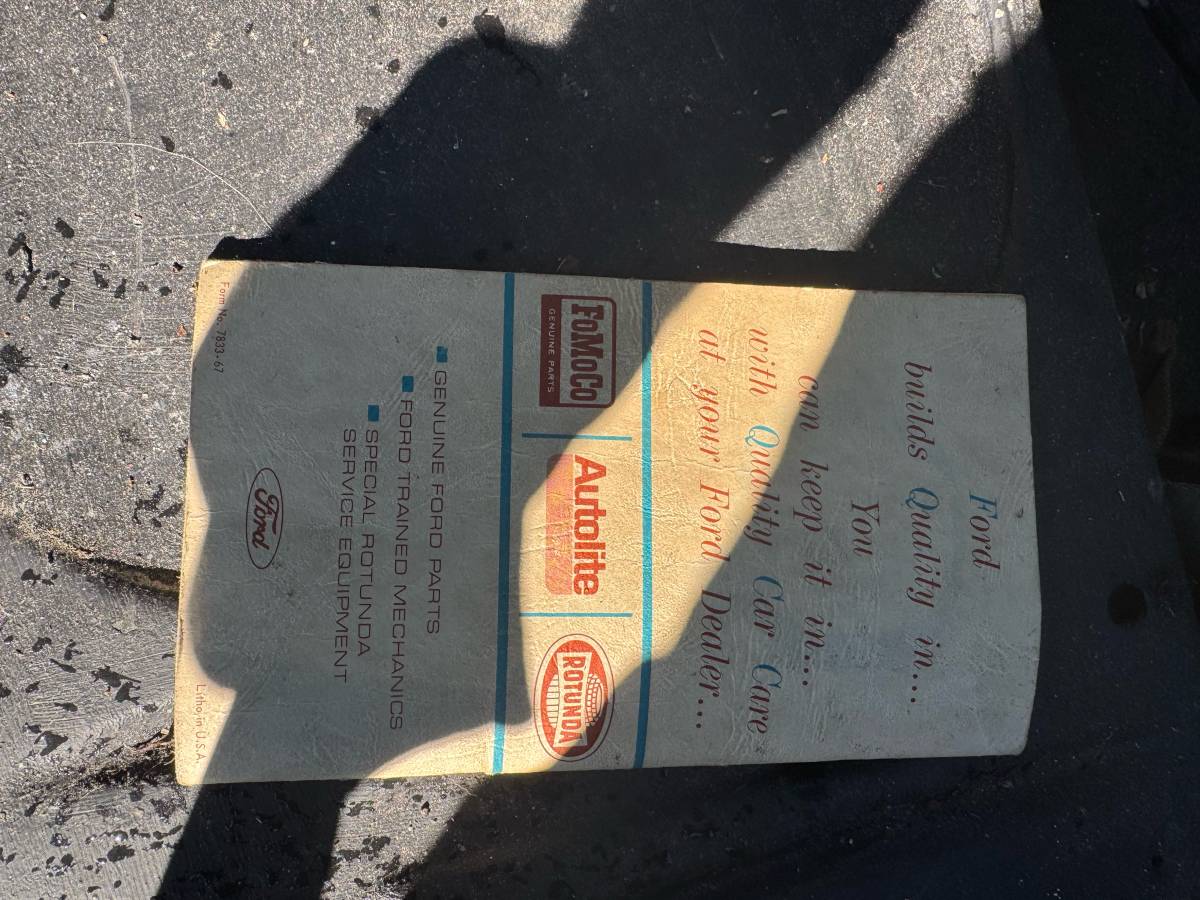 Ford
builds Quality in...
You
can keep it in...
with Quality Car Care
at your Ford Dealer...
FoMoCo
GENUINE PARTS
Autolite
ROTUNDA
GENUINE FORD PARTS
FORD TRAINED MECHANICS
SPECIAL ROTUNDA
SERVICE EQUIPMENT
Ford
Form No. 7833-67
Litho. in U.S.A.